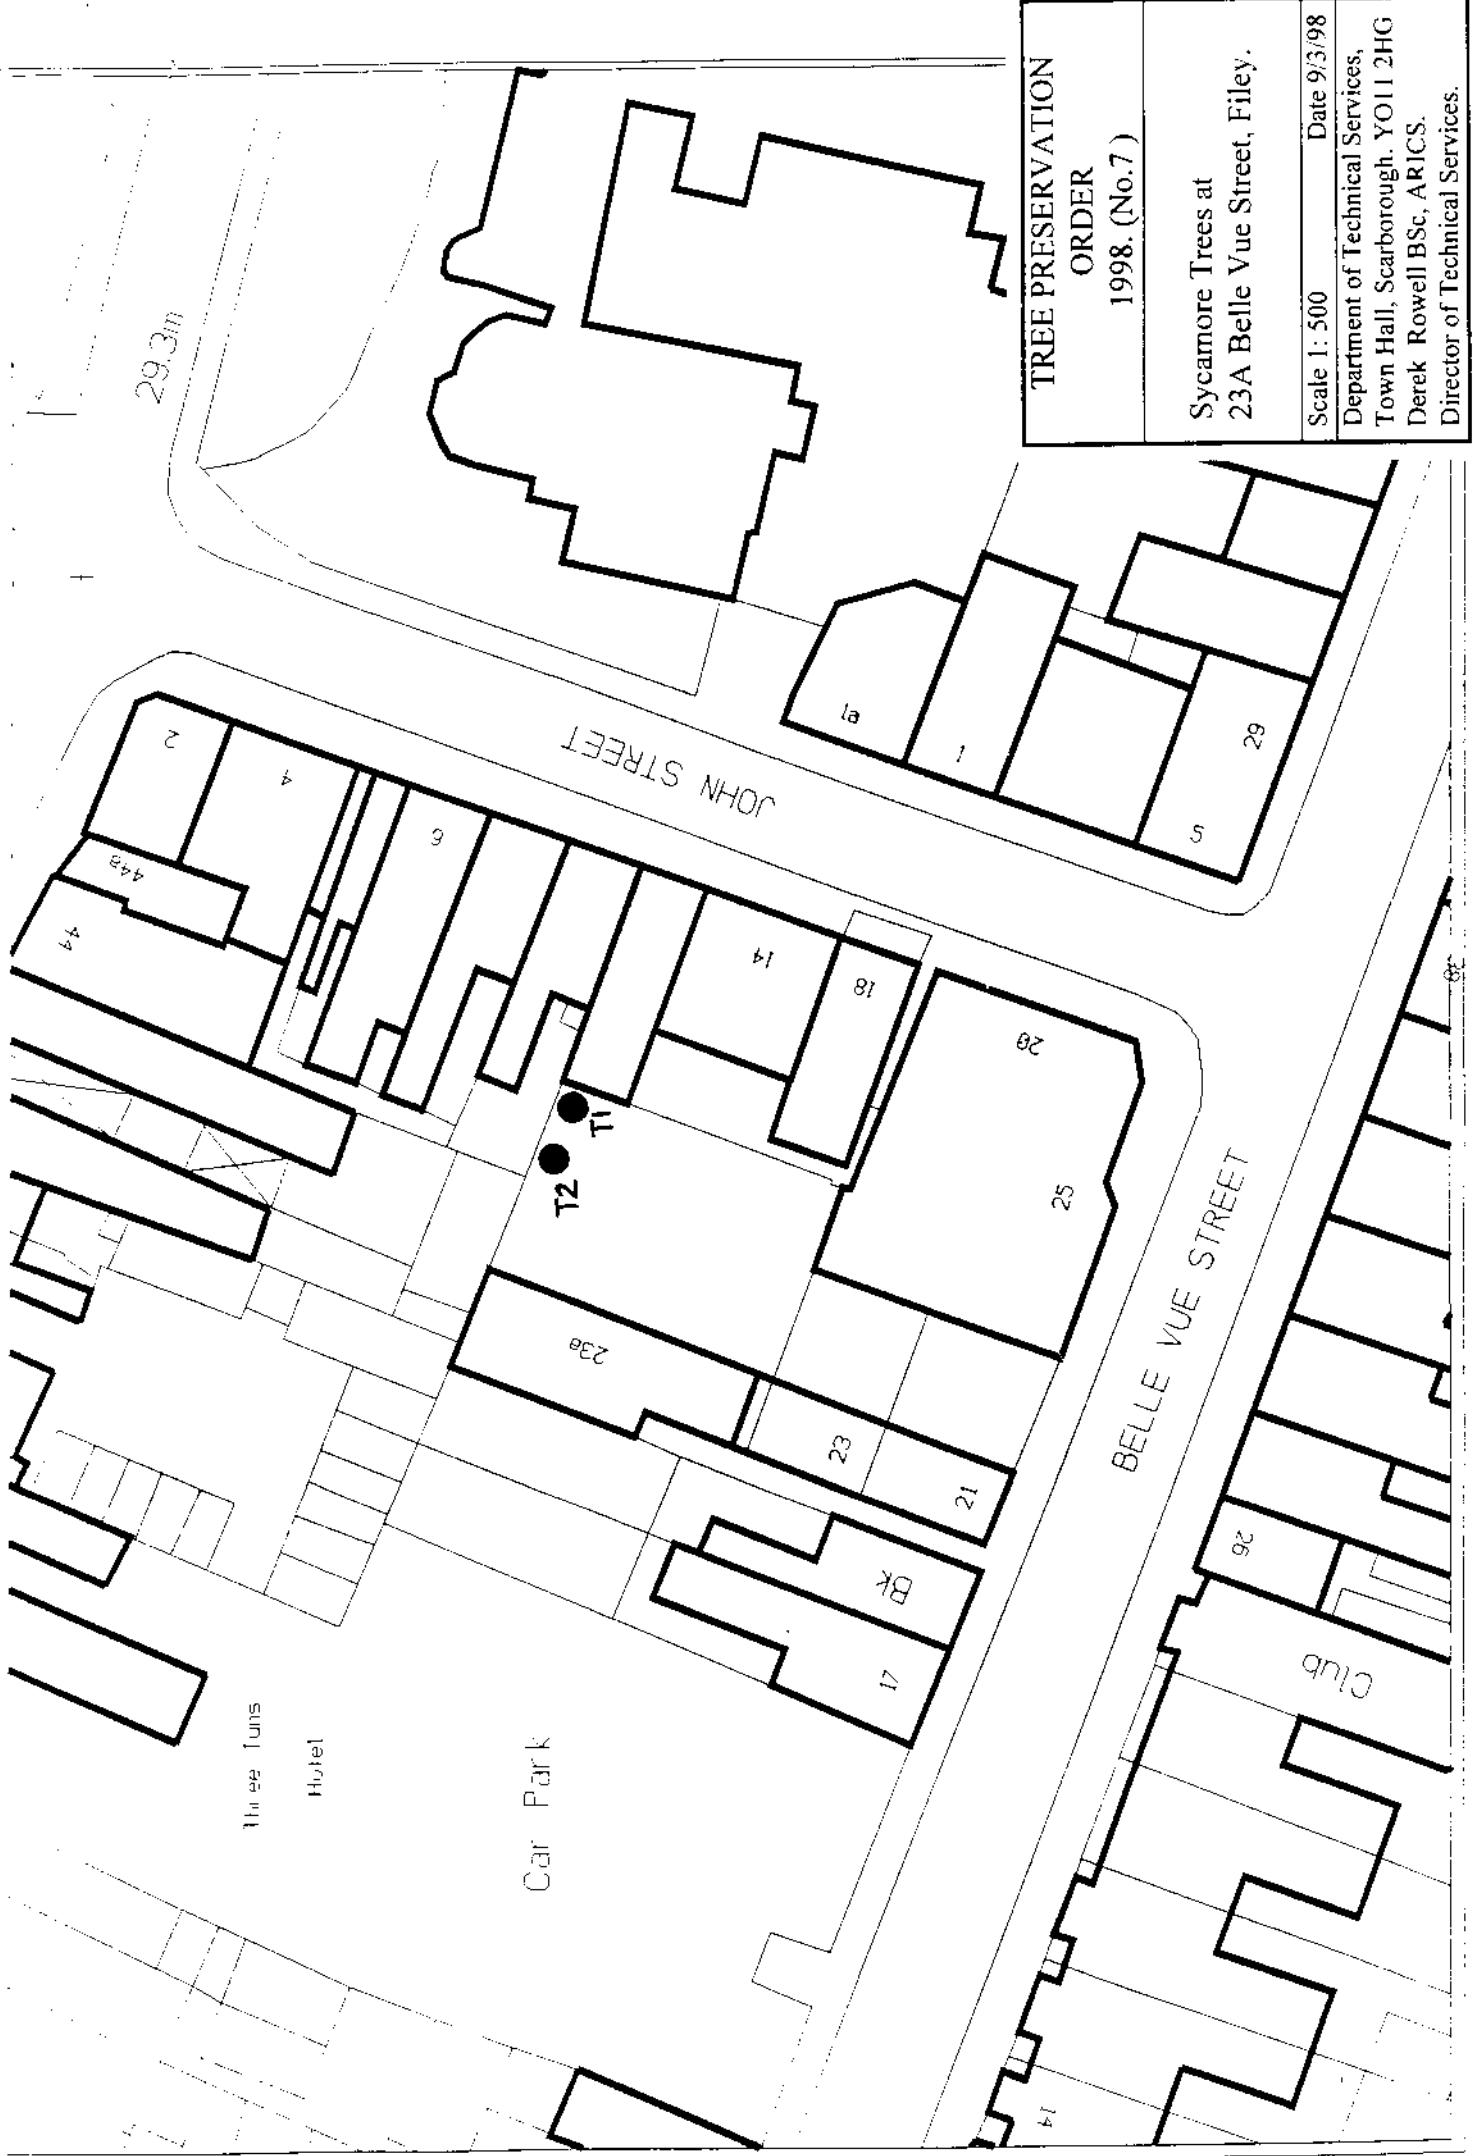 TREE PRESERVATION
ORDER
1998. (No.7 )
Sycamore Trees at
23A Belle Vue Street, Filey.
Scale 1: 500 Date 9/3/98
Department of Technical Services,
Town Hall, Scarborough. YO11 2HG
Derek Rowell BSc, ARICS.
Director of Technical Services.
29.3m
JOHN STREET
BELLE VUE STREET
2
4
44a
44
6
14
18
20
25
T1
T2
23a
23
21
Bk
17
1a
1
5
29
26
Club
14
Three Tuns
Hotel
Car Park